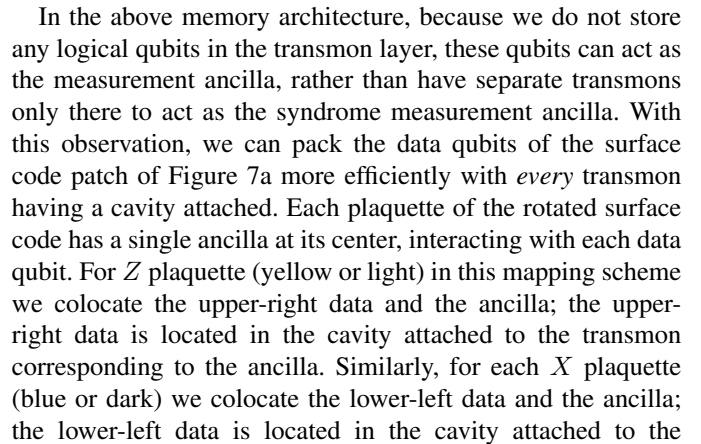 In the above memory architecture, because we do not store
any logical qubits in the transmon layer, these qubits can act as
the measurement ancilla, rather than have separate transmons
only there to act as the syndrome measurement ancilla. With
this observation, we can pack the data qubits of the surface
code patch of Figure 7a more efficiently with every transmon
having a cavity attached. Each plaquette of the rotated surface
code has a single ancilla at its center, interacting with each data
qubit. For Z plaquette (yellow or light) in this mapping scheme
we colocate the upper-right data and the ancilla; the upper-
right data is located in the cavity attached to the transmon
corresponding to the ancilla. Similarly, for each X plaquette
(blue or dark) we colocate the lower-left data and the ancilla;
the lower-left data is located in the cavity attached to the